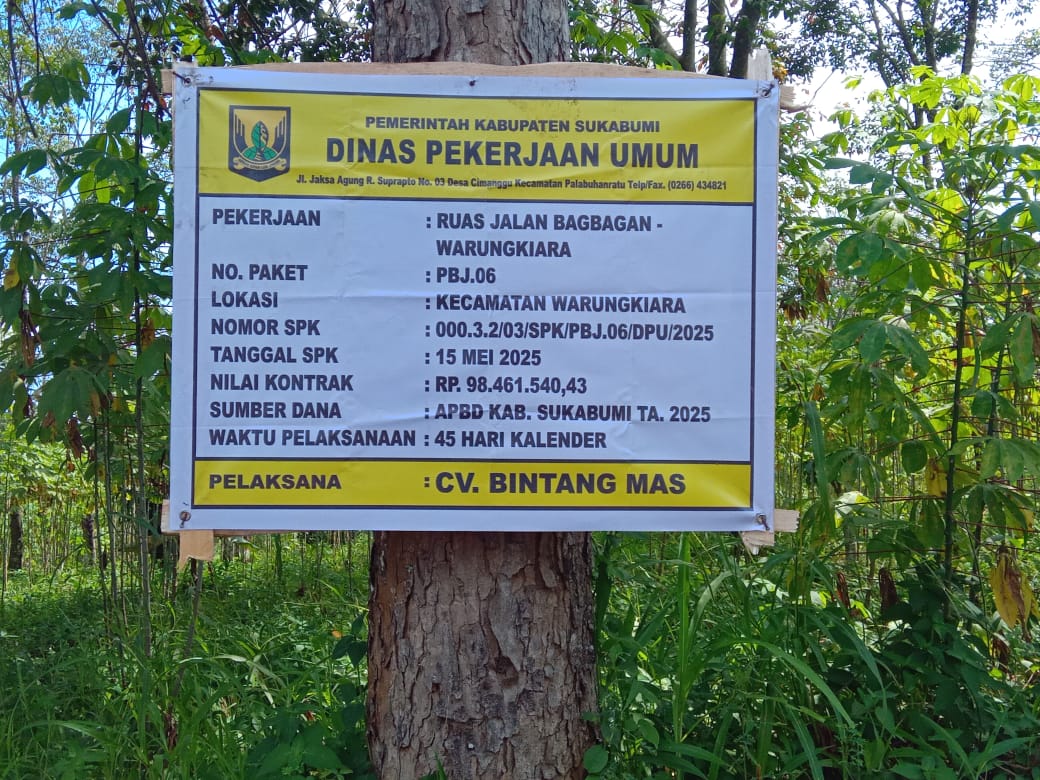 PEMERINTAH KABUPATEN SUKABUMI
DINAS PEKERJAAN UMUM
Jl. Jaksa Agung R. Suprapto No. 03 Desa Cimanggu Kecamatan Palabuhanratu Telp/Fax. (0266) 434821
PEKERJAAN : RUAS JALAN BAGBAGAN -
WARUNGKIARA
NO. PAKET : PBJ.06
LOKASI : KECAMATAN WARUNGKIARA
NOMOR SPK : 000.3.2/03/SPK/PBJ.06/DPU/2025
TANGGAL SPK : 15 MEI 2025
NILAI KONTRAK : RP. 98.461.540,43
SUMBER DANA : APBD KAB. SUKABUMI TA. 2025
WAKTU PELAKSANAAN : 45 HARI KALENDER
PELAKSANA : CV. BINTANG MAS